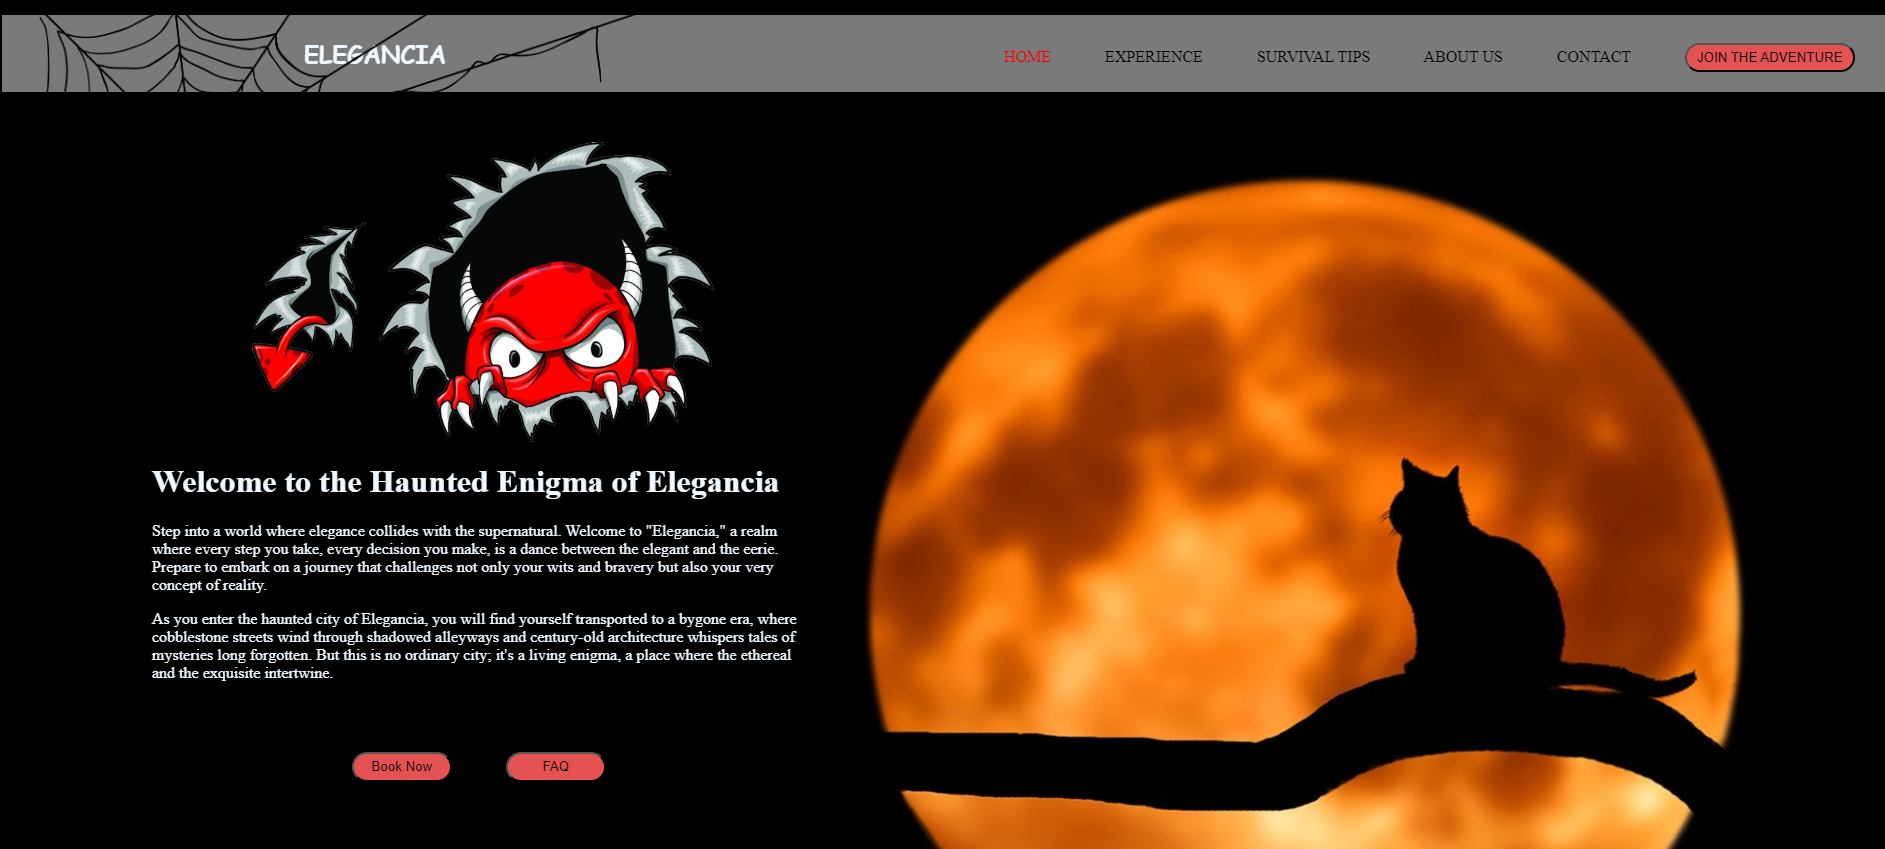 ELEGANCIA
HOME EXPERIENCE SURVIVAL TIPS ABOUT US CONTACT JOIN THE ADVENTURE
Welcome to the Haunted Enigma of Elegancia
Step into a world where elegance collides with the supernatural. Welcome to "Elegancia," a realm
where every step you take, every decision you make, is a dance between the elegant and the eerie.
Prepare to embark on a journey that challenges not only your wits and bravery but also your very
concept of reality.
As you enter the haunted city of Elegancia, you will find yourself transported to a bygone era, where
cobblestone streets wind through shadowed alleyways and century-old architecture whispers tales of
mysteries long forgotten. But this is no ordinary city; it's a living enigma, a place where the ethereal
and the exquisite intertwine.
Book Now FAQ